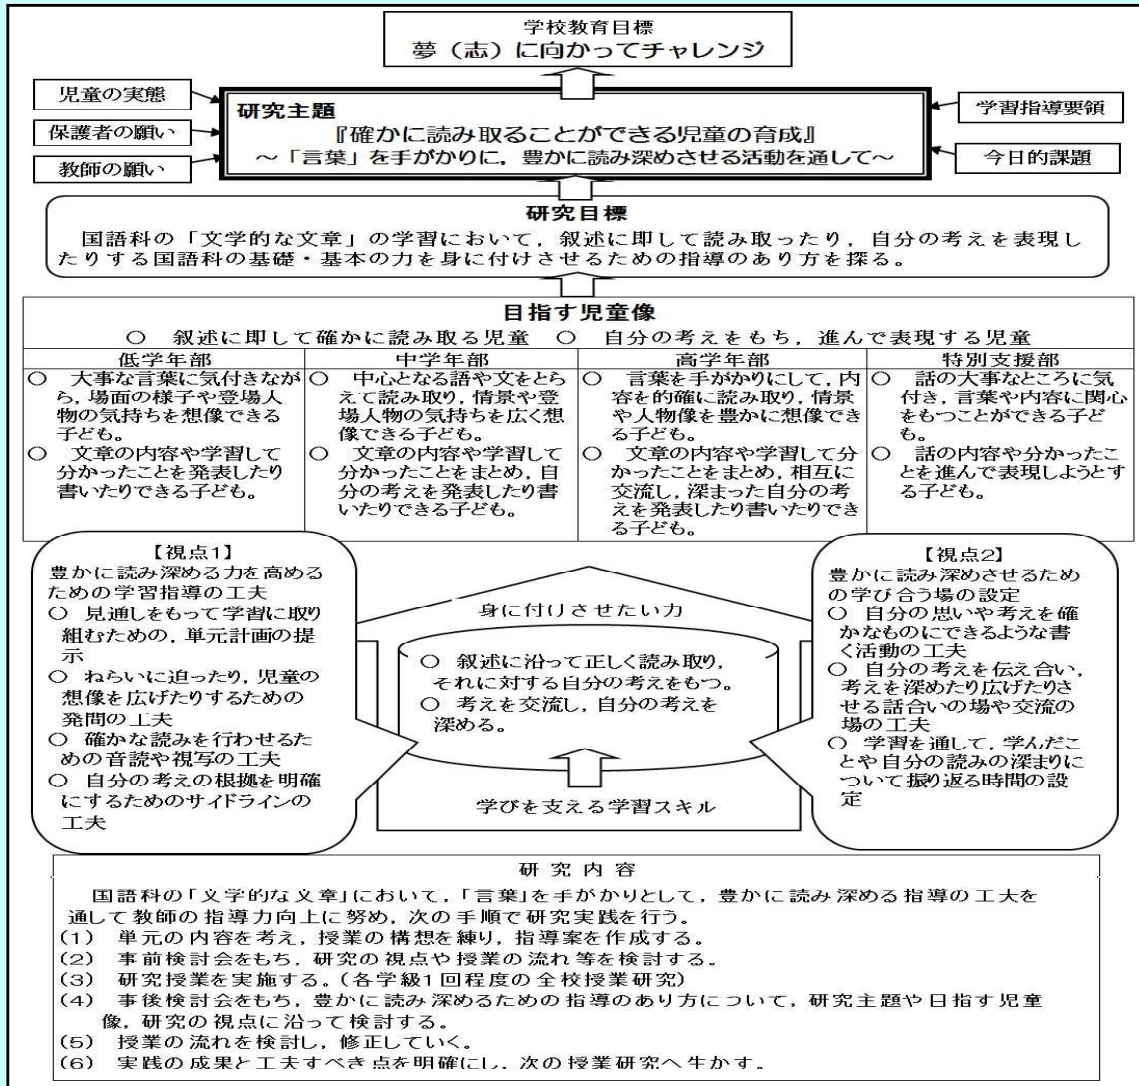 学校教育目標
夢（志）に向かってチャレンジ
児童の実態
保護者の願い
教師の願い
研究主題
『確かに読み取ることができる児童の育成』
～「言葉」を手がかりに，豊かに読み深めさせる活動を通して～
学習指導要領
今日的課題
研究目標
国語科の「文学的な文章」の学習において，叙述に即して読み取ったり，自分の考えを表現し
たりする国語科の基礎・基本の力を身に付けさせるための指導のあり方を探る。
目指す児童像
○ 叙述に即して確かに読み取る児童 ○ 自分の考えをもち，進んで表現する児童
低学年部
○ 大事な言葉に気付きなが
ら，場面の様子や登場人
物の気持ちを想像できる
子ども。
○ 文章の内容や学習して
分かったことを発表したり
書いたりできる子ども。
中学年部
○ 中心となる語や文をとら
えて読み取り，情景や登
場人物の気持ちを広く想
像できる子ども。
○ 文章の内容や学習して
分かったことをまとめ，自
分の考えを発表したり書
いたりできる子ども。
高学年部
○ 言葉を手がかりにして，内
容を的確に読み取り，情景
や人物像を豊かに想像でき
る子ども。
○ 文章の内容や学習して分
かったことをまとめ，相互に
交流し，深まった自分の考
えを発表したり書いたりでき
る子ども。
特別支援部
○ 話の大事なところに気
付き，言葉や内容に関心
をもつことができる子ど
も。
○ 話の内容や分かったこ
とを進んで表現しようとす
る子ども。
【視点1】
豊かに読み深める力を高める
ための学習指導の工夫
○ 見通しをもって学習に取り
組むための，単元計画の提
示
○ ねらいに迫ったり，児童の
想像を広げたりするための
発問の工夫
○ 確かな読みを行わせるた
めの音読や視写の工夫
○ 自分の考えの根拠を明確
にするためのサイドラインの
工夫
身に付けさせたい力
○ 叙述に沿って正しく読み取り，
それに対する自分の考えをもつ。
○ 考えを交流し，自分の考えを
深める。
学びを支える学習スキル
【視点2】
豊かに読み深めさせるため
の学び合う場の設定
○ 自分の思いや考えを確
かなものにできるような書
く活動の工夫
○ 自分の考えを伝え合い，
考えを深めたり広げたりさ
せる話合いの場や交流の
場の工夫
○ 学習を通して，学んだこ
とや自分の読みの深まりに
ついて振り返る時間の設
定
研究内容
国語科の「文学的な文章」において，「言葉」を手がかりとして，豊かに読み深める指導の工夫を
通して教師の指導力向上に努め，次の手順で研究実践を行う。
(1) 単元の内容を考え，授業の構想を練り，指導案を作成する。
(2) 事前検討会をもち，研究の視点や授業の流れ等を検討する。
(3) 研究授業を実施する。（各学級1回程度の全校授業研究）
(4) 事後検討会をもち，豊かに読み深めるための指導のあり方について，研究主題や目指す児童
像，研究の視点に沿って検討する。
(5) 授業の流れを検討し，修正していく。
(6) 実践の成果と工夫すべき点を明確にし，次の授業研究へ生かす。